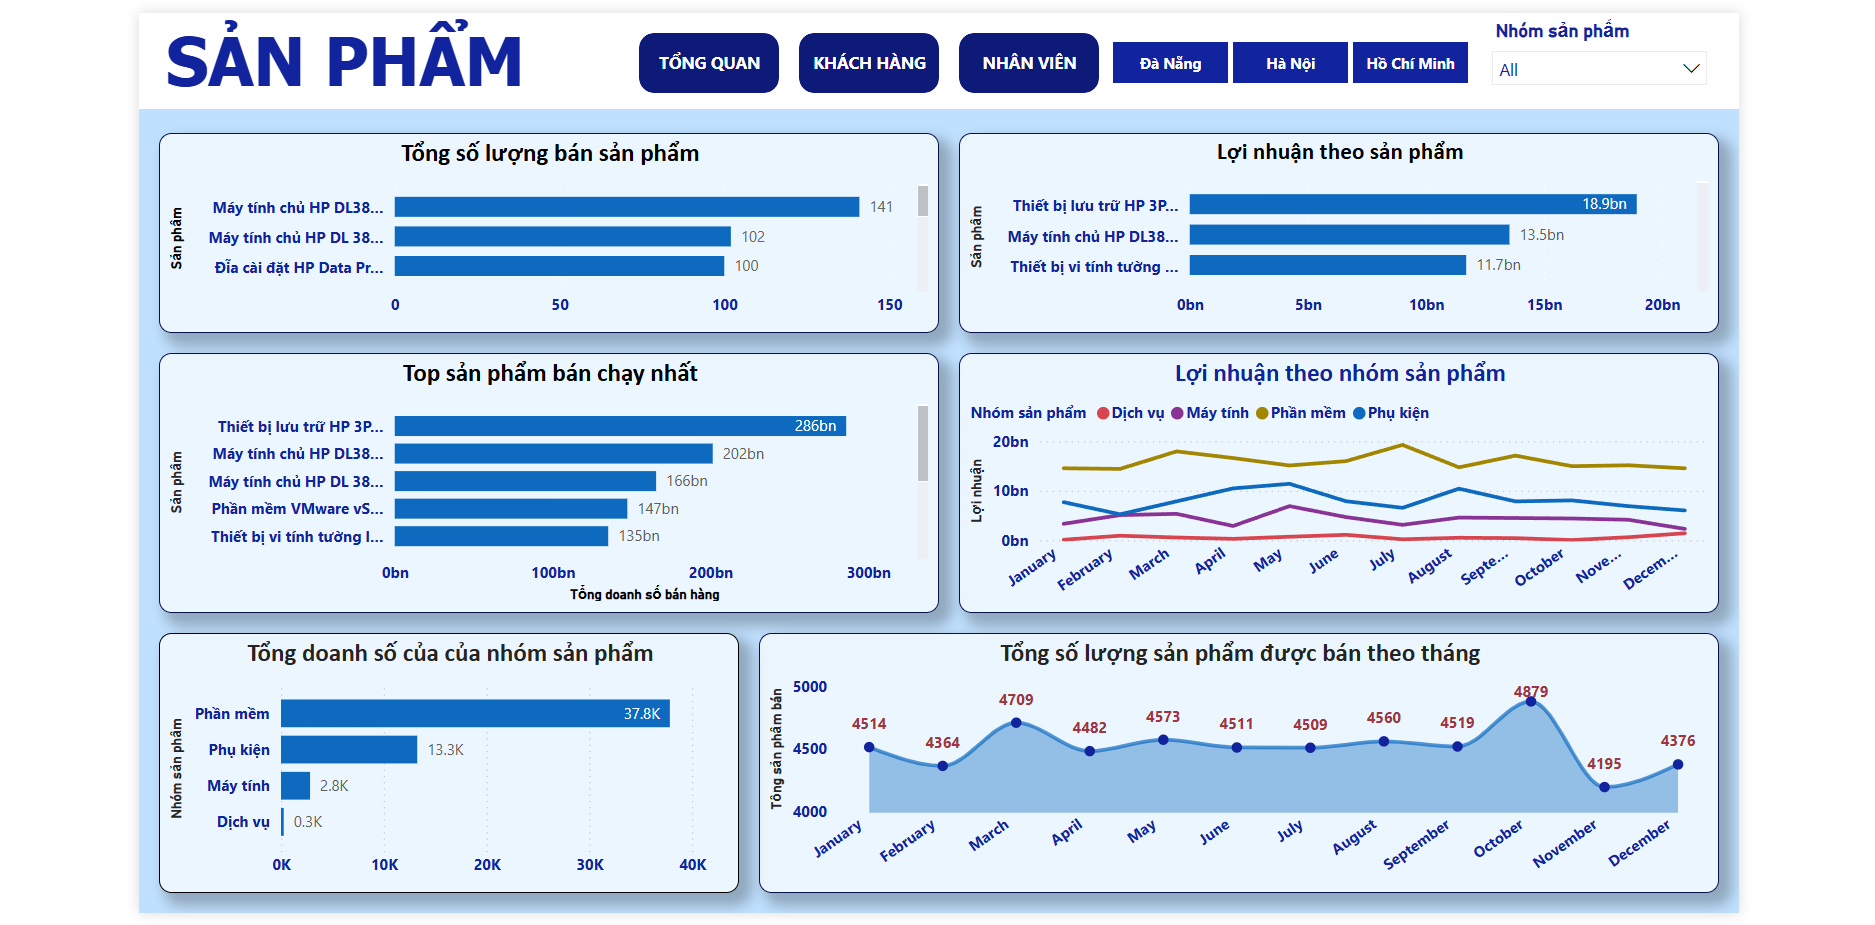 SẢN PHẨM
TỔNG QUAN
KHÁCH HÀNG
NHÂN VIÊN
Đà Nẵng
Hà Nội
Hồ Chí Minh
Nhóm sản phẩm
All
Tổng số lượng bán sản phẩm
Sản phẩm
Máy tính chủ HP DL38...
141
Máy tính chủ HP DL 38...
102
Đĩa cài đặt HP Data Pr...
100
0
50
100
150
Lợi nhuận theo sản phẩm
Sản phẩm
Thiết bị lưu trữ HP 3P...
18.9bn
Máy tính chủ HP DL38...
13.5bn
Thiết bị vi tính tường ...
11.7bn
0bn
5bn
10bn
15bn
20bn
Top sản phẩm bán chạy nhất
Sản phẩm
Thiết bị lưu trữ HP 3P...
286bn
Máy tính chủ HP DL38...
202bn
Máy tính chủ HP DL 38...
166bn
Phần mềm VMware vS...
147bn
Thiết bị vi tính tường l...
135bn
0bn
100bn
200bn
300bn
Tổng doanh số bán hàng
Lợi nhuận theo nhóm sản phẩm
Nhóm sản phẩm
Dịch vụ
Máy tính
Phần mềm
Phụ kiện
Lợi nhuận
20bn
10bn
0bn
January
February
March
April
May
June
July
August
Septe...
October
Nove...
Decem...
Tổng doanh số của của nhóm sản phẩm
Nhóm sản phẩm
Phần mềm
37.8K
Phụ kiện
13.3K
Máy tính
2.8K
Dịch vụ
0.3K
0K
10K
20K
30K
40K
Tổng số lượng sản phẩm được bán theo tháng
Tổng sản phẩm bán
5000
4500
4000
4514
4364
4709
4482
4573
4511
4509
4560
4519
4879
4195
4376
January
February
March
April
May
June
July
August
September
October
November
December